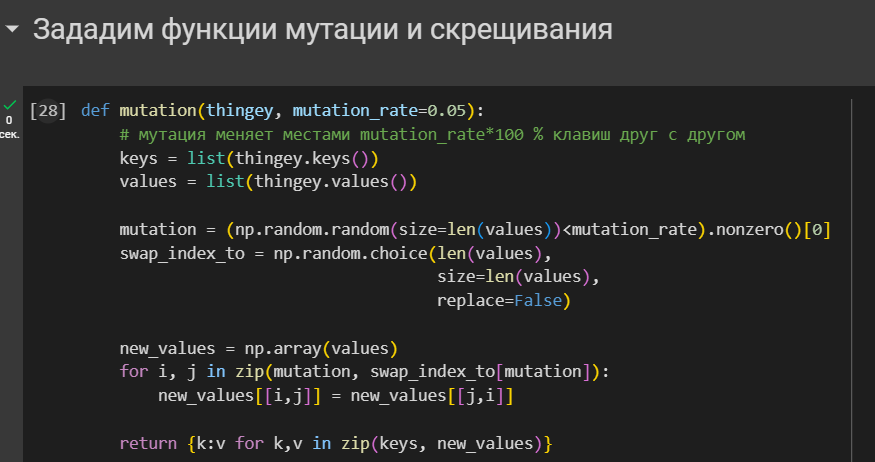 Зададим функции мутации и скрещивания
[28] def mutation(thingey, mutation_rate=0.05):
0
сек.
# мутация меняет местами mutation_rate*100 % клавиш друг с другом
keys = list(thingey.keys())
values = list(thingey.values())
mutation = (np.random.random(size=len(values))<mutation_rate).nonzero()[0]
swap_index_to = np.random.choice(len(values),
size=len(values),
replace=False)
new_values = np.array(values)
for i, j in zip(mutation, swap_index_to[mutation]):
new_values[[i,j]] = new_values[[j,i]]
return {k:v for k,v in zip(keys, new_values)}